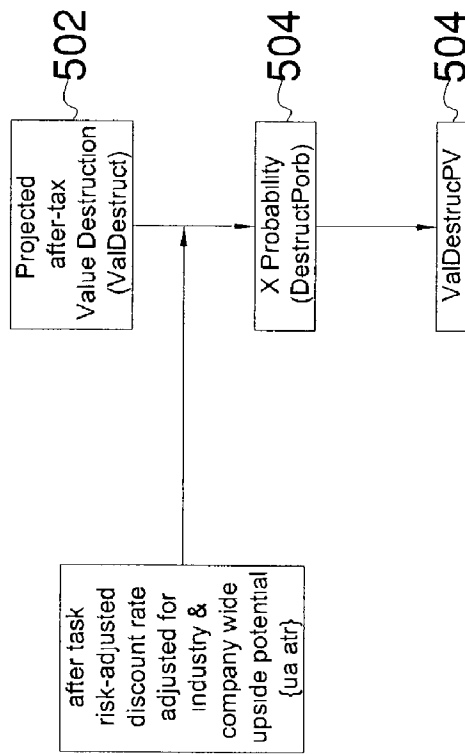 Projected
after-tax
Value Destruction
(ValDestruct)
502
after task
risk-adjusted
discount rate
adjusted for
industry &
company wide
upside potential
{ua atr}
X Probability
(DestructPorb)
504
ValDestrucPV
504